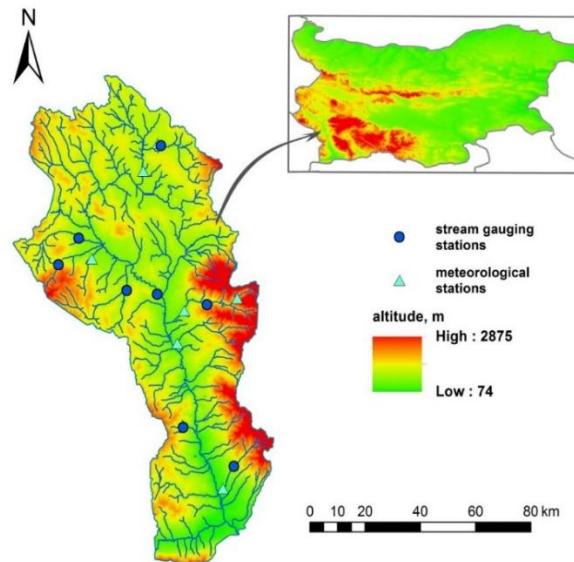 N
stream gauging
stations
meteorological
stations
altitude, m
High : 2875
Low : 74
0 10 20 40 60 80 km